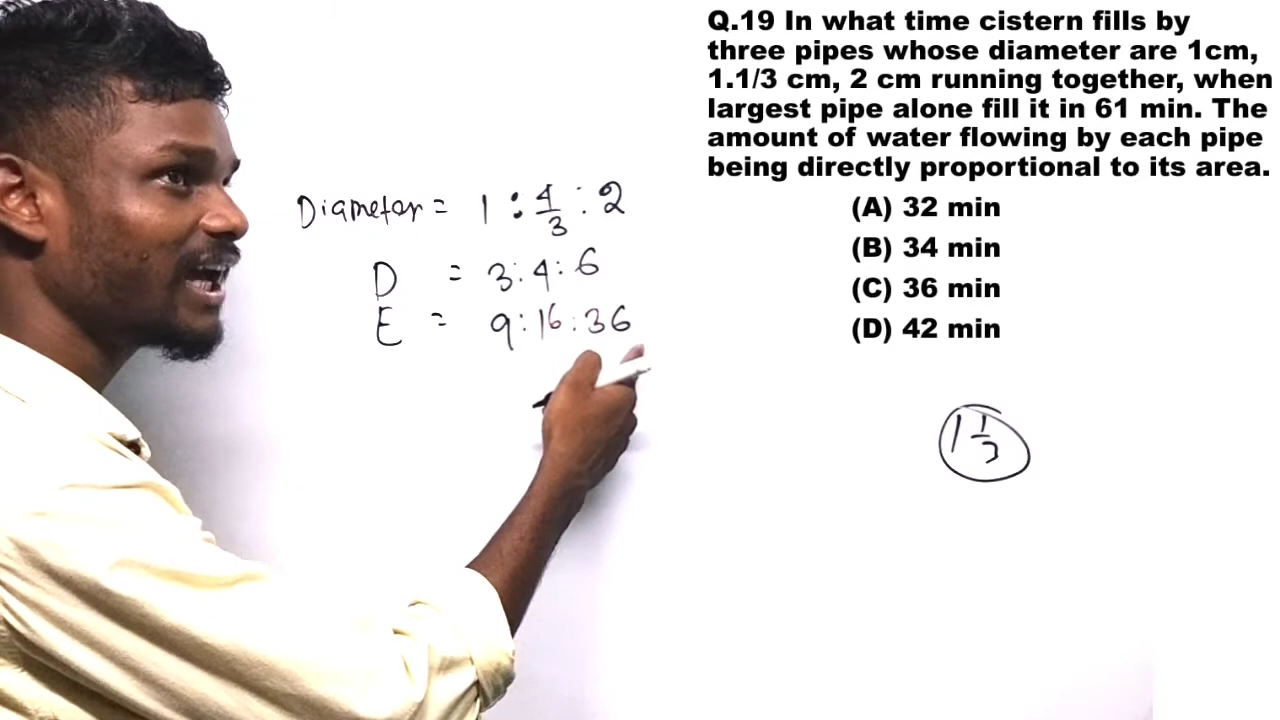 Q.19 In what time cistern fills by
three pipes whose diameter are 1cm,
1.1/3 cm, 2 cm running together, when
largest pipe alone fill it in 61 min. The
amount of water flowing by each pipe
being directly proportional to its area.
(A) 32 min
(B) 34 min
(C) 36 min
(D) 42 min
Diameter = 1 : 4/3 : 2
D = 3:4:6
E = 9:16:36
1 1/3